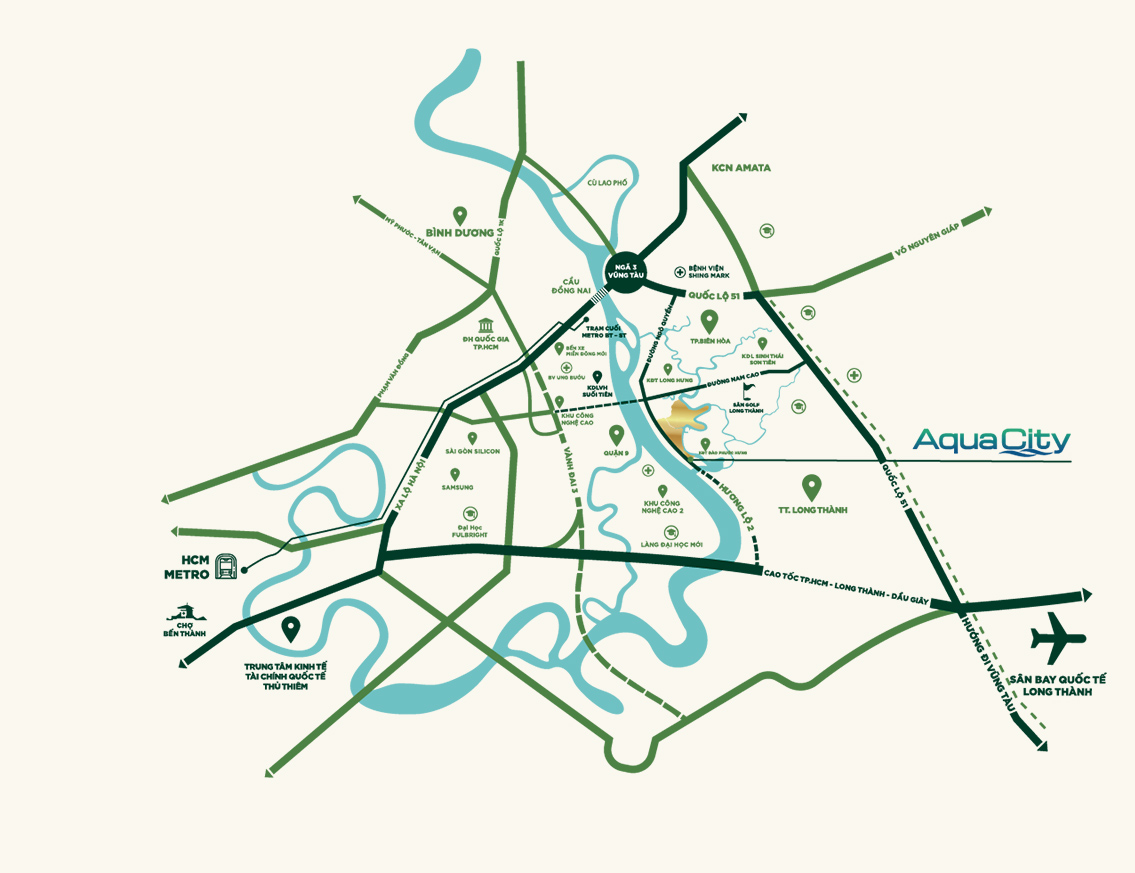 CÙ LAO PHỐ
KCN AMATA
MỸ PHƯỚC - TÂN VẠN
BÌNH DƯƠNG
QUỐC LỘ 1K
VÕ NGUYÊN GIÁP
NGÃ 3
VŨNG TÀU
BỆNH VIỆN
SHING MARK
CẦU
ĐỒNG NAI
QUỐC LỘ 51
ĐƯỜNG NGÔ QUYỀN
ĐH QUỐC GIA
TP.HCM
TRẠM CUỐI
METRO BT - ST
TP.BIÊN HÒA
BẾN XE
MIỀN ĐÔNG MỚI
KDL SINH THÁI
SƠN TIÊN
PHẠM VĂN ĐỒNG
BV UNG BƯỚU
KDLVH
SUỐI TIÊN
KĐT LONG HƯNG
ĐƯỜNG NAM CAO
SÂN GOLF
LONG THÀNH
KHU CÔNG
NGHỆ CAO
AquaCity
SÀI GÒN SILICON
QUẬN 9
VÀNH ĐAI 3
XA LỘ HÀ NỘI
SAMSUNG
HƯƠNG LỘ 2
QUỐC LỘ 51
KHU CÔNG
NGHỆ CAO 2
TT. LONG THÀNH
Đại Học
FULBRIGHT
LÀNG ĐẠI HỌC MỚI
HCM
METRO
CAO TỐC TP.HCM - LONG THÀNH - DẦU GIÂY
CHỢ
BẾN THÀNH
HƯỚNG ĐI VŨNG TÀU
TRUNG TÂM KINH TẾ
TÀI CHÍNH QUỐC TẾ
THỦ THIÊM
SÂN BAY QUỐC TẾ
LONG THÀNH